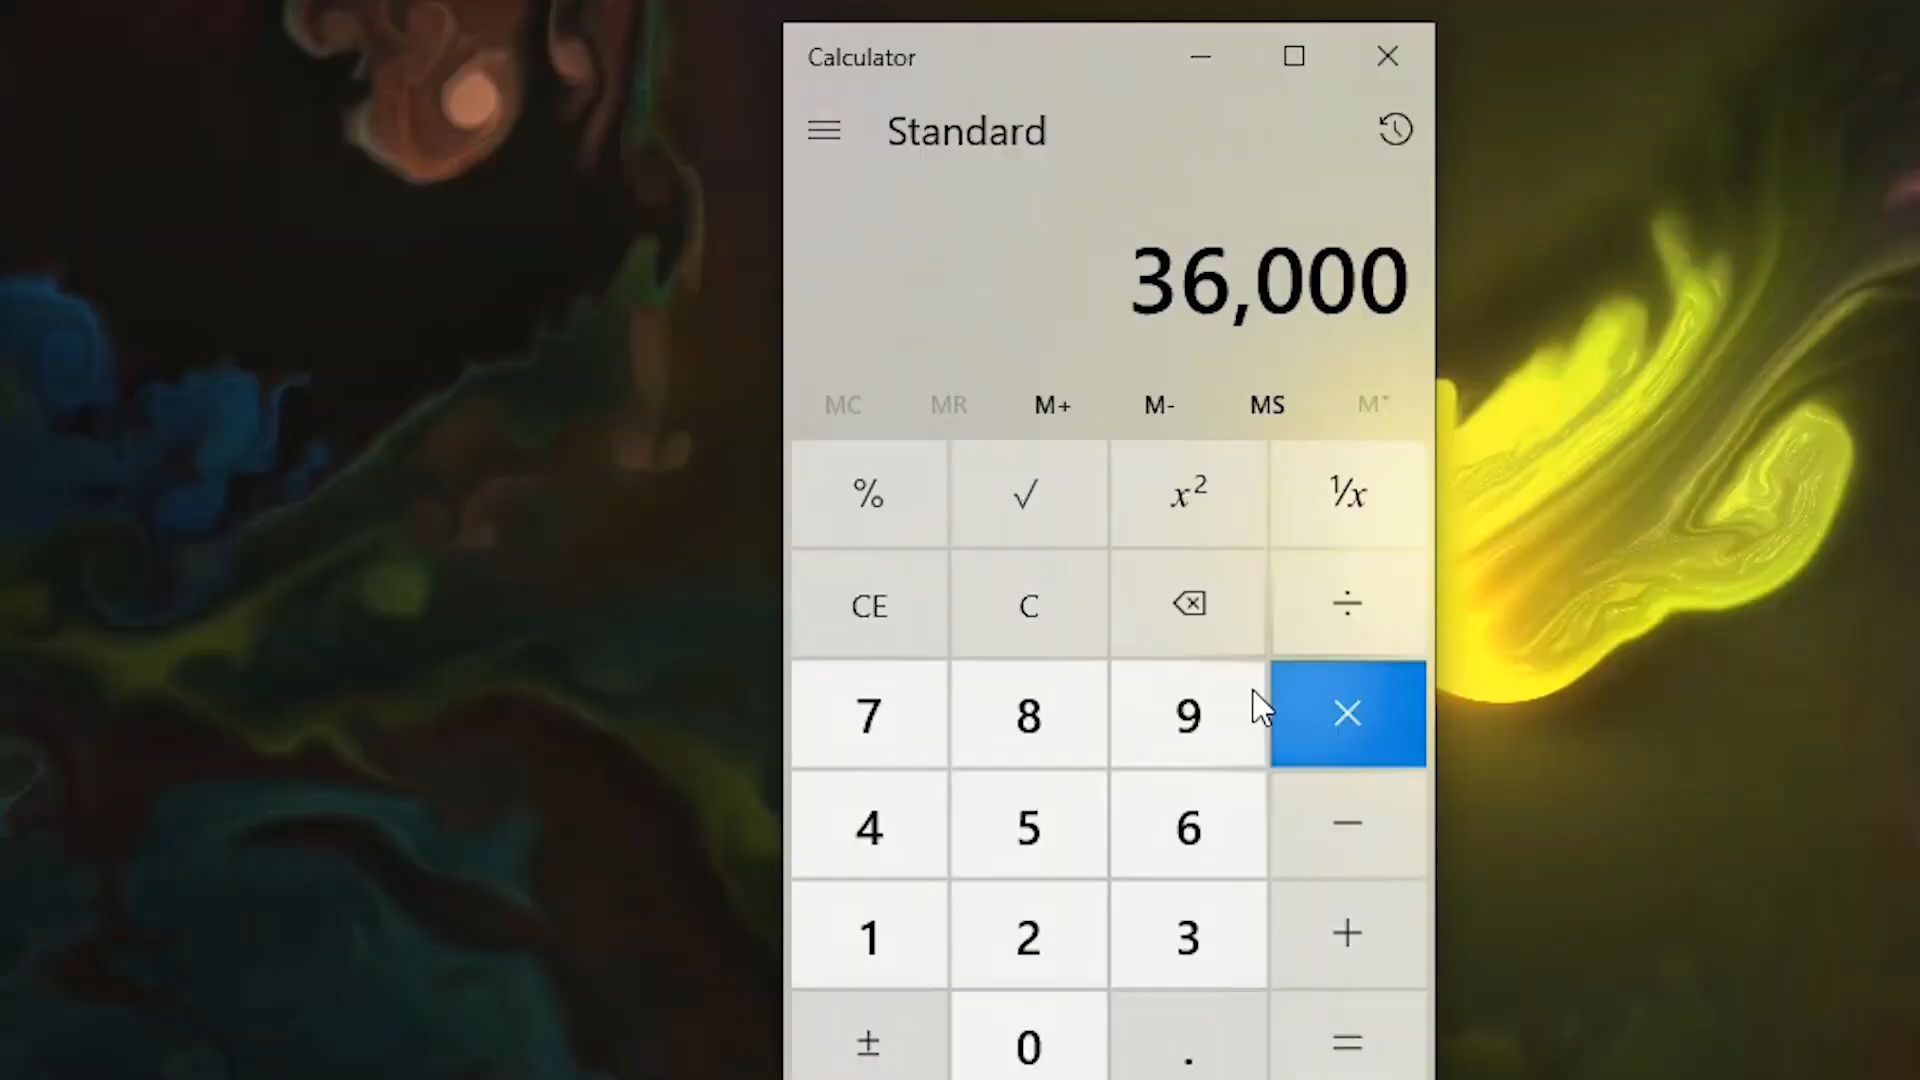 Calculator
Standard
36,000
MC MR M+ M- MS M˅
% √ x² ¹⁄x
CE C ÷
7 8 9 ×
4 5 6 −
1 2 3 +
± 0 . =